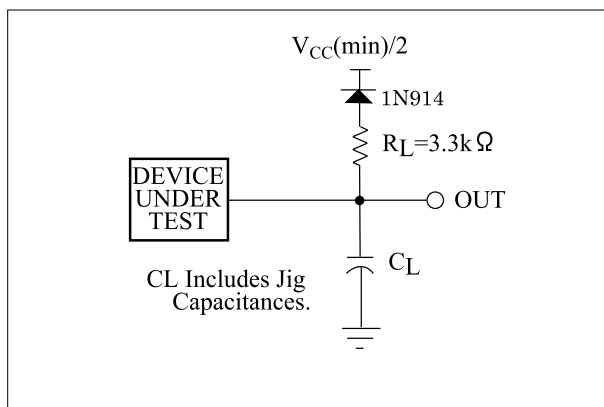 VCC(min)/2
1N914
RL=3.3kΩ
DEVICE
UNDER
TEST
OUT
CL
CL Includes Jig
Capacitances.